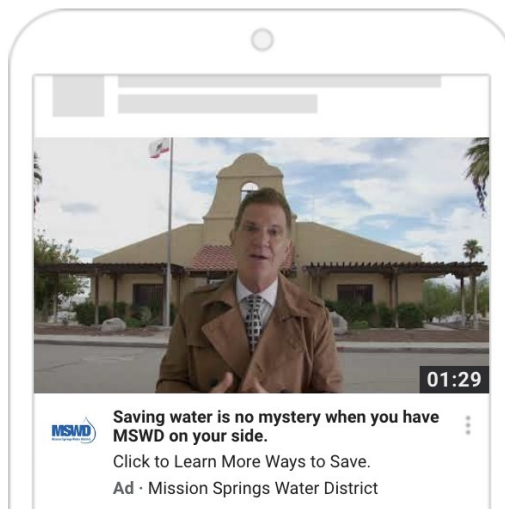 01:29
Saving water is no mystery when you have
MSWD on your side.
MSWD
Click to Learn More Ways to Save.
Ad · Mission Springs Water District